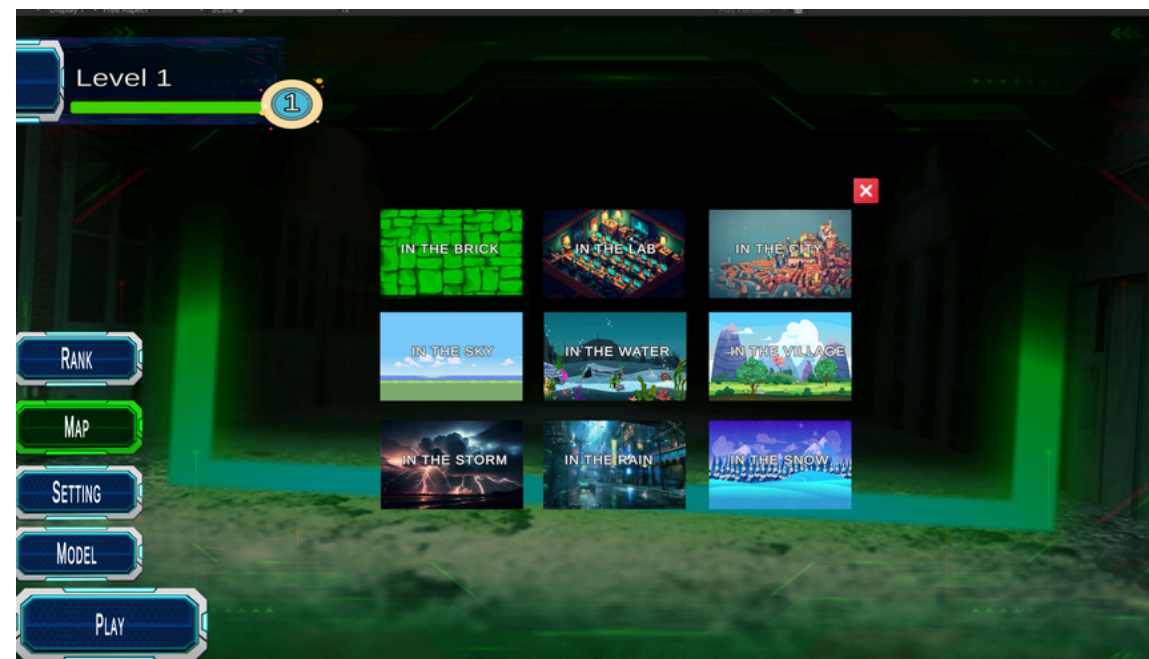 Level 1
1
IN THE BRICK
IN THE LAB
IN THE CITY
IN THE SKY
IN THE WATER
IN THE VILLAGE
IN THE STORM
IN THE RAIN
IN THE SNOW
RANK
MAP
SETTING
MODEL
PLAY